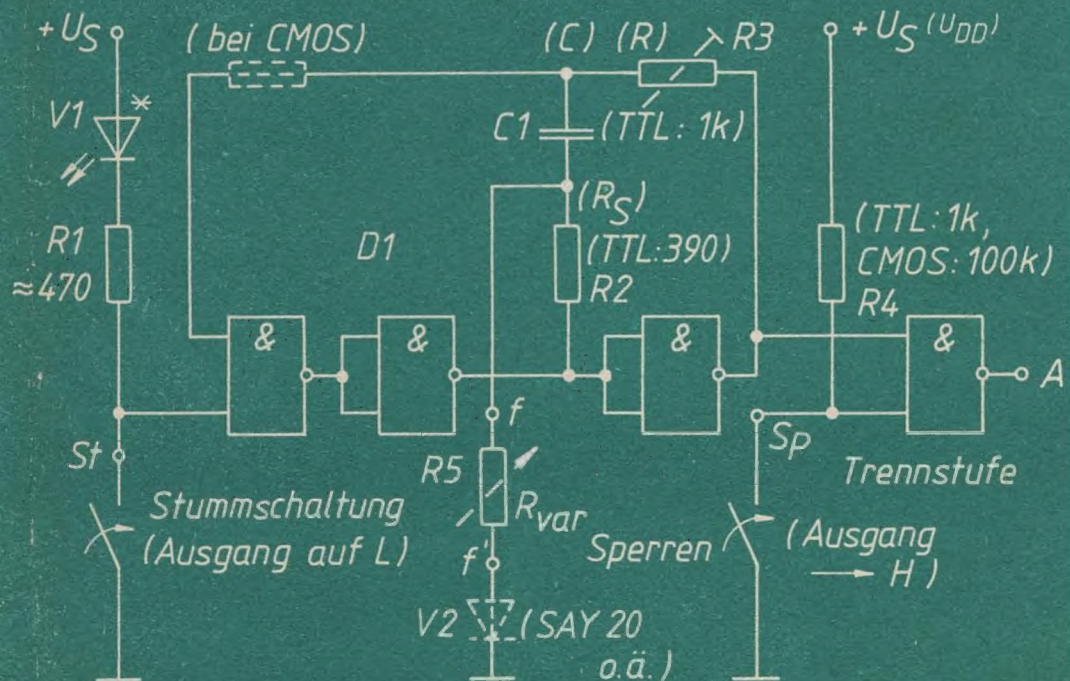 +U_S
(bei CMOS)
(C) (R)
R3
+U_S (U_DD)
V1
*
C1
(TTL: 1k)
(R_S)
R1
≈470
D1
(TTL:390)
R2
(TTL:1k,
CMOS:100k)
R4
&
&
&
&
A
f
Sp
St
R5
R_var
Trennstufe
Stummschaltung
(Ausgang auf L)
Sperren
(Ausgang
→ H)
f'
V2
(SAY 20
o.ä.)